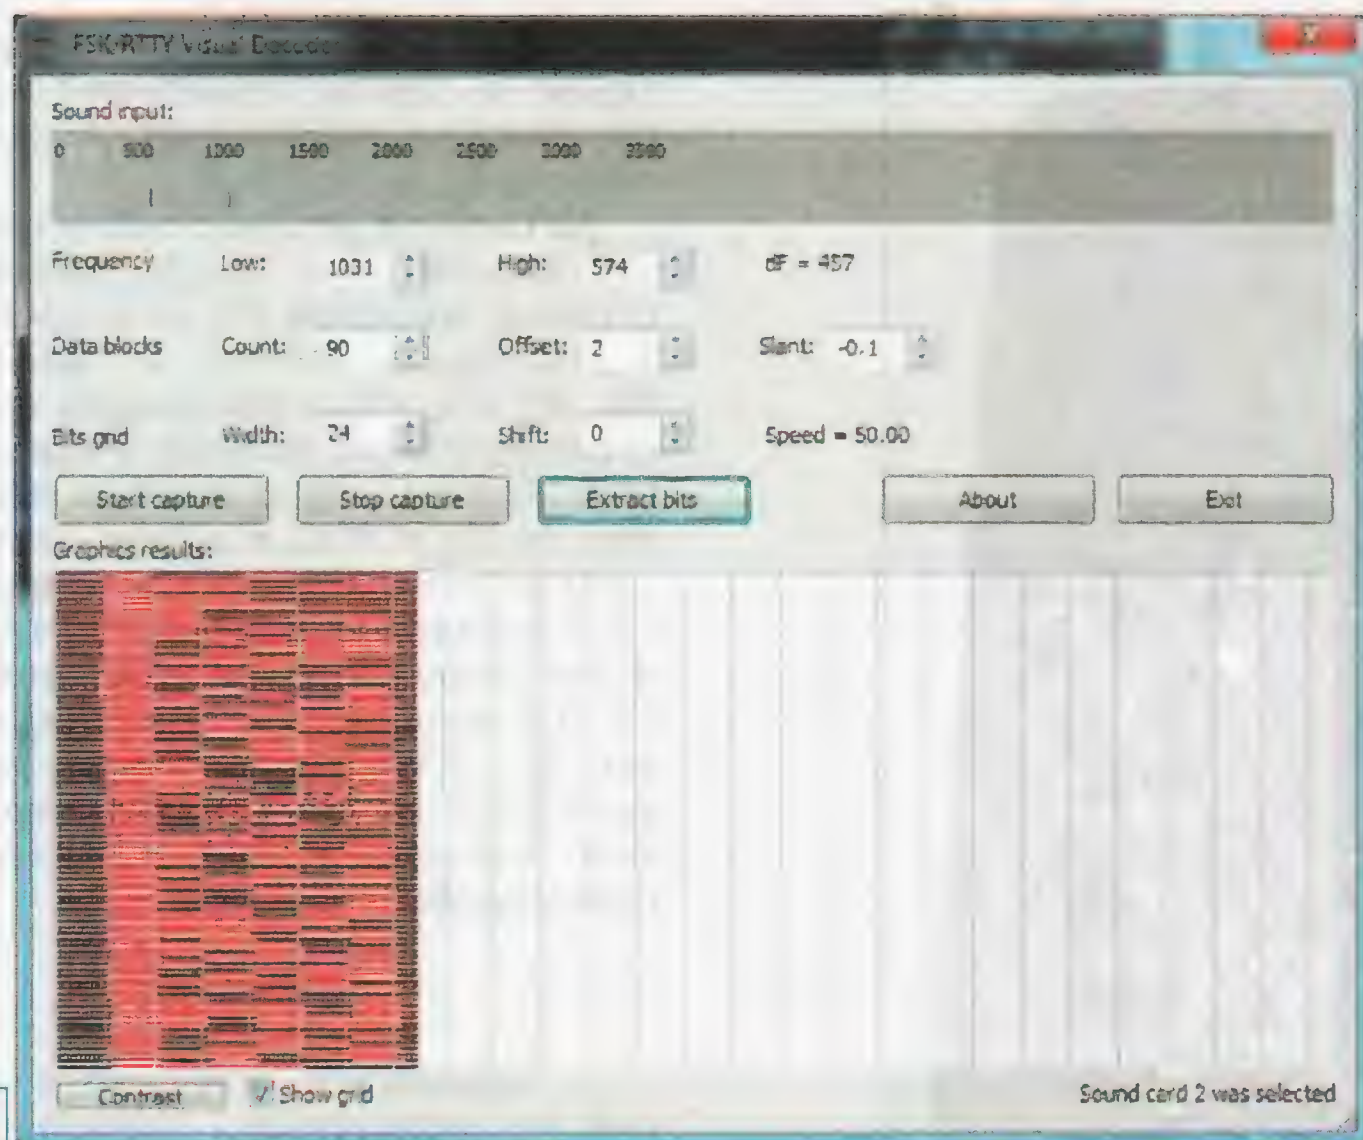 FSK/RTTY Visual Decoder
Sound input:
0 500 1000 1500 2000 2500 3000 3500
Frequency Low: 1031 High: 574 dF = 457
Data blocks Count: 90 Offset: 2 Slant: -0.1
Bits grid Width: 24 Shift: 0 Speed = 50.00
Start capture Stop capture Extract bits About Exit
Graphics results:
Contrast Show grid Sound card 2 was selected